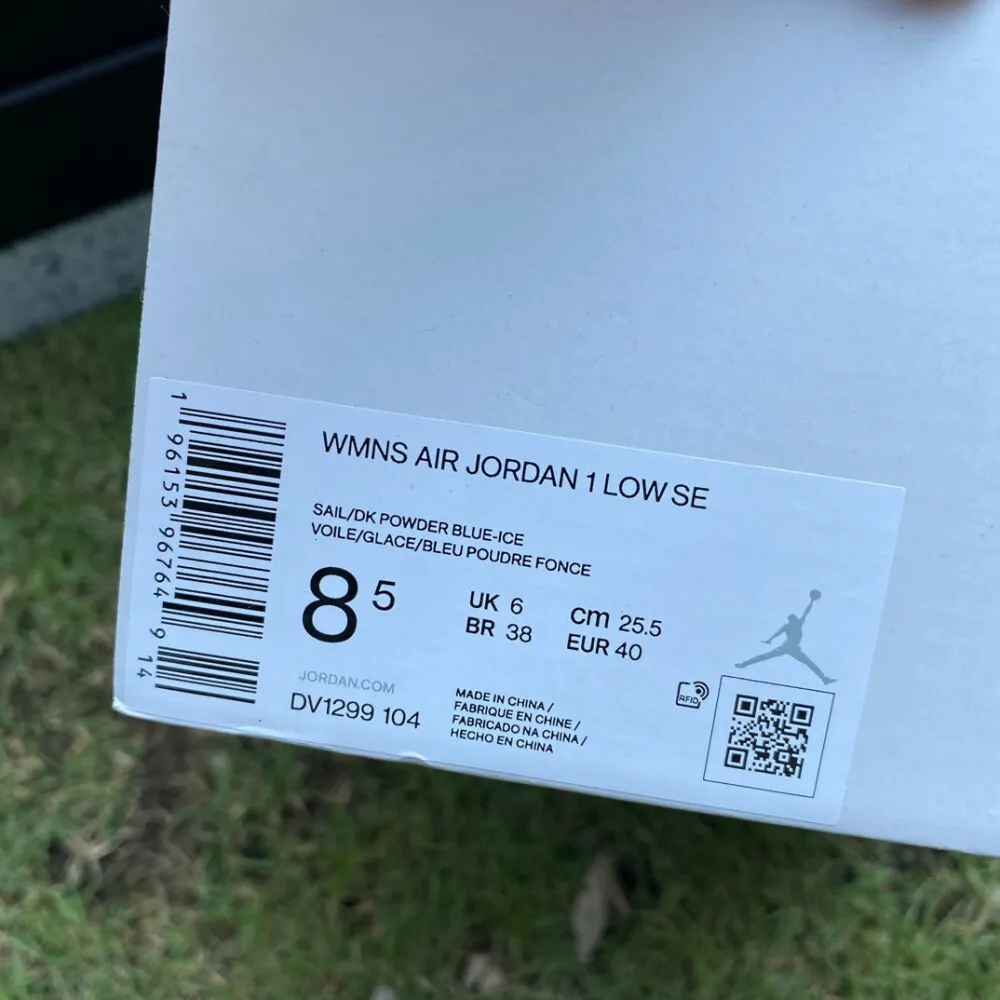 WMNS AIR JORDAN 1 LOW SE
SAIL/DK POWDER BLUE-ICE
VOILE/GLACE/BLEU POUDRE FONCE
8 5
UK 6
BR 38
cm 25.5
EUR 40
JORDAN.COM
DV1299 104
MADE IN CHINA /
FABRIQUE EN CHINE /
FABRICADO NA CHINA /
HECHO EN CHINA
RFID
1 96153 96764 9 14